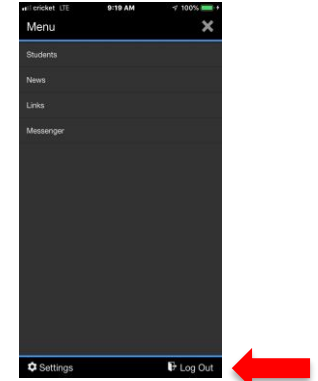 cricket LTE 9:19 AM 100%
Menu
Students
News
Links
Messenger
Settings Log Out